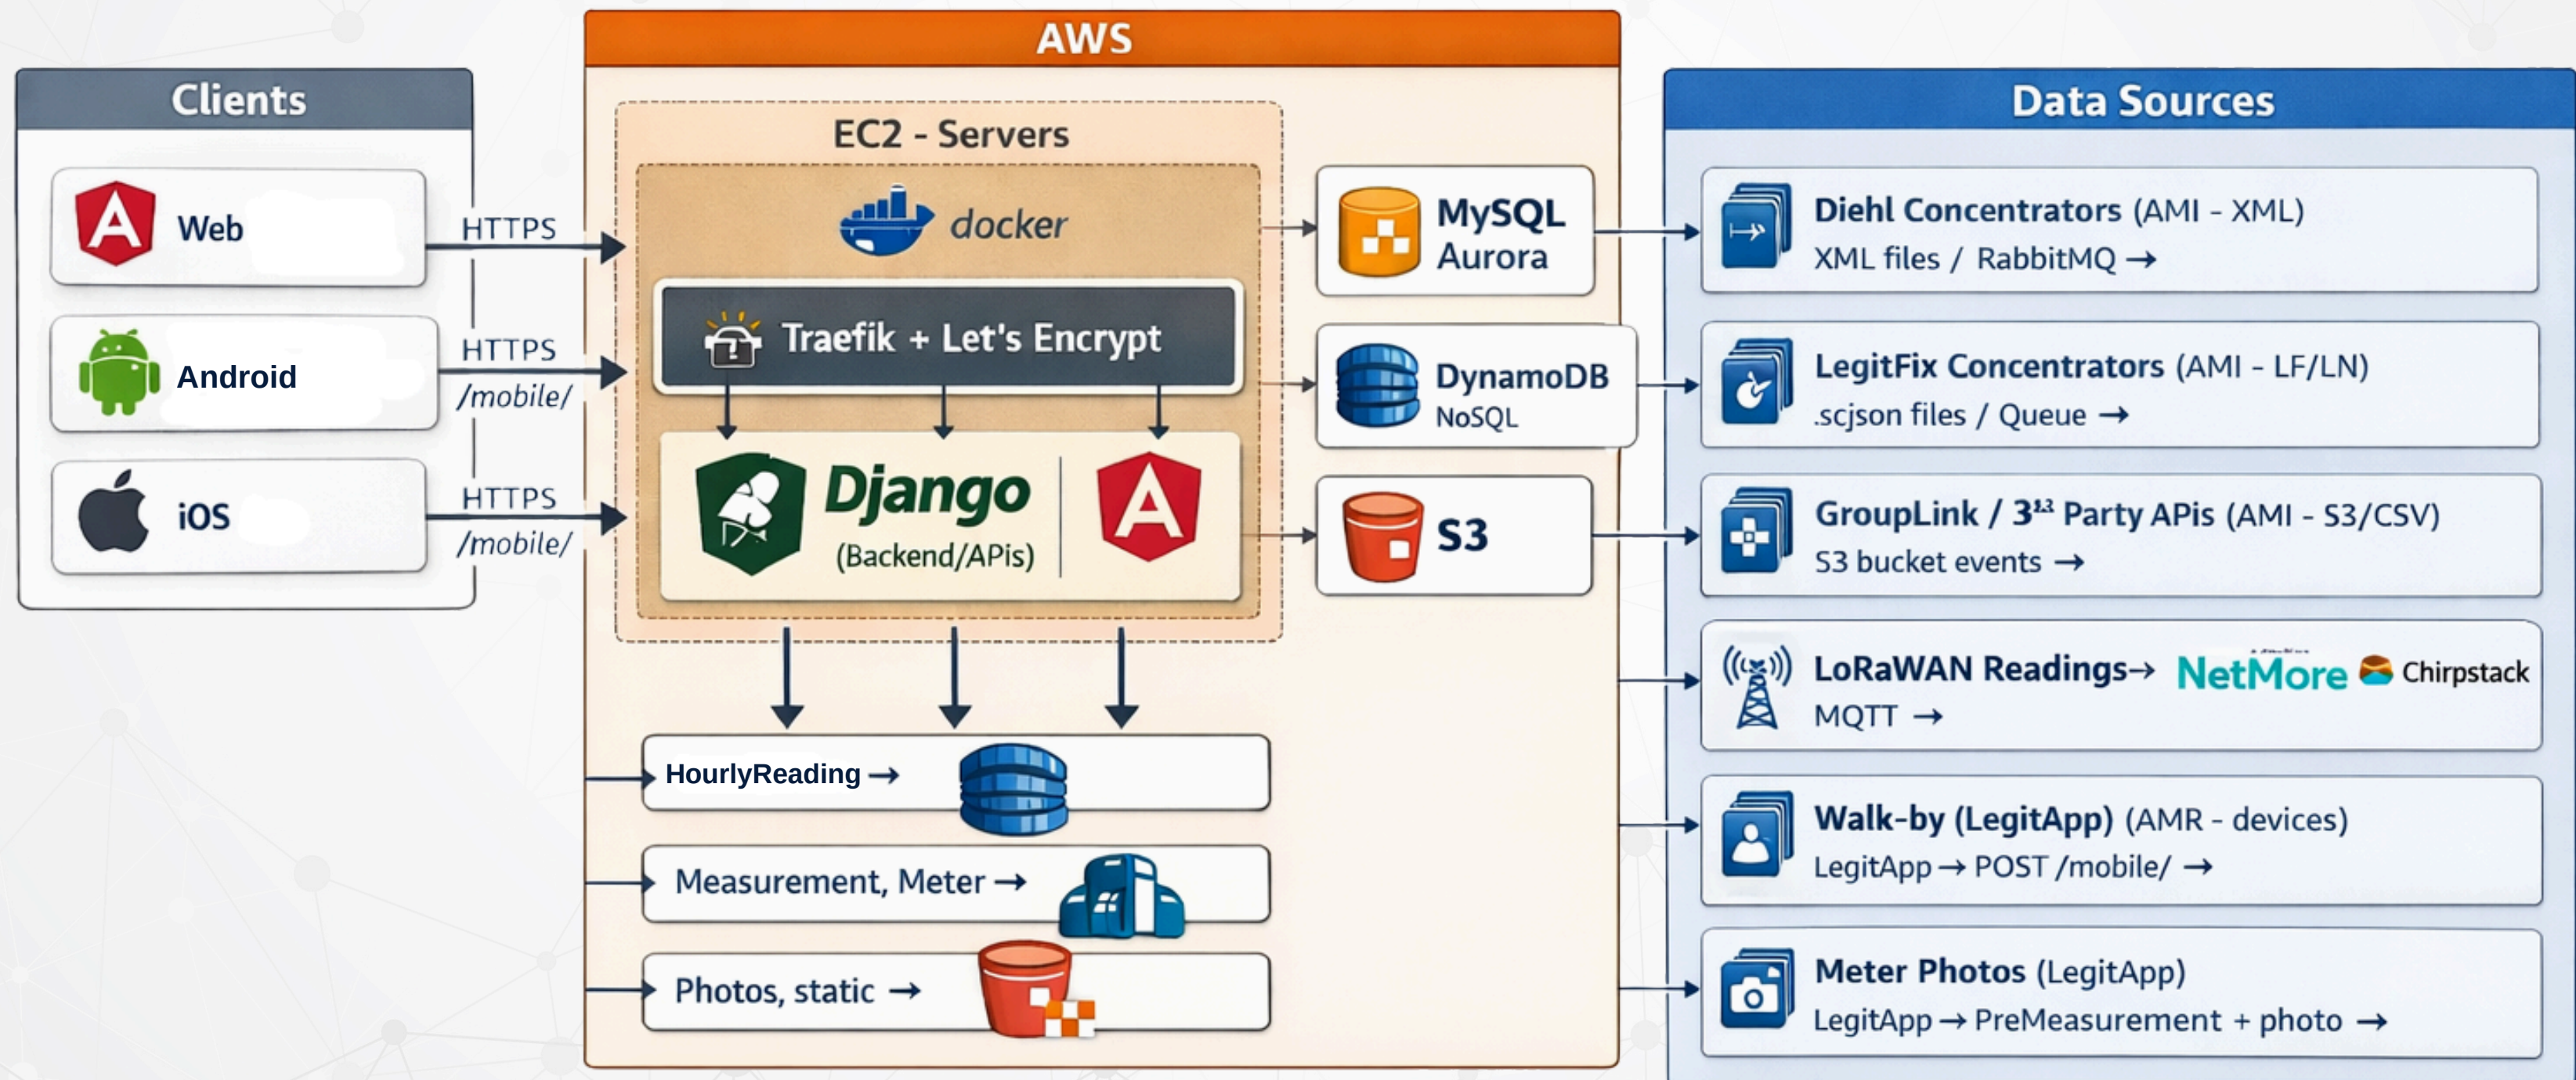 Clients
Web
HTTPS
Android
HTTPS
/mobile/
iOS
HTTPS
/mobile/
AWS
EC2 - Servers
docker
Traefik + Let's Encrypt
Django
(Backend/APis)
MySQL
Aurora
DynamoDB
NoSQL
S3
HourlyReading →
Measurement, Meter →
Photos, static →
Data Sources
Diehl Concentrators (AMI - XML)
XML files / RabbitMQ →
LegitFix Concentrators (AMI - LF/LN)
.scjson files / Queue →
GroupLink / 3 Party APis (AMI - S3/CSV)
S3 bucket events →
LoRaWAN Readings→ NetMore Chirpstack
MQTT →
Walk-by (LegitApp) (AMR - devices)
LegitApp → POST /mobile/ →
Meter Photos (LegitApp)
LegitApp → PreMeasurement + photo →